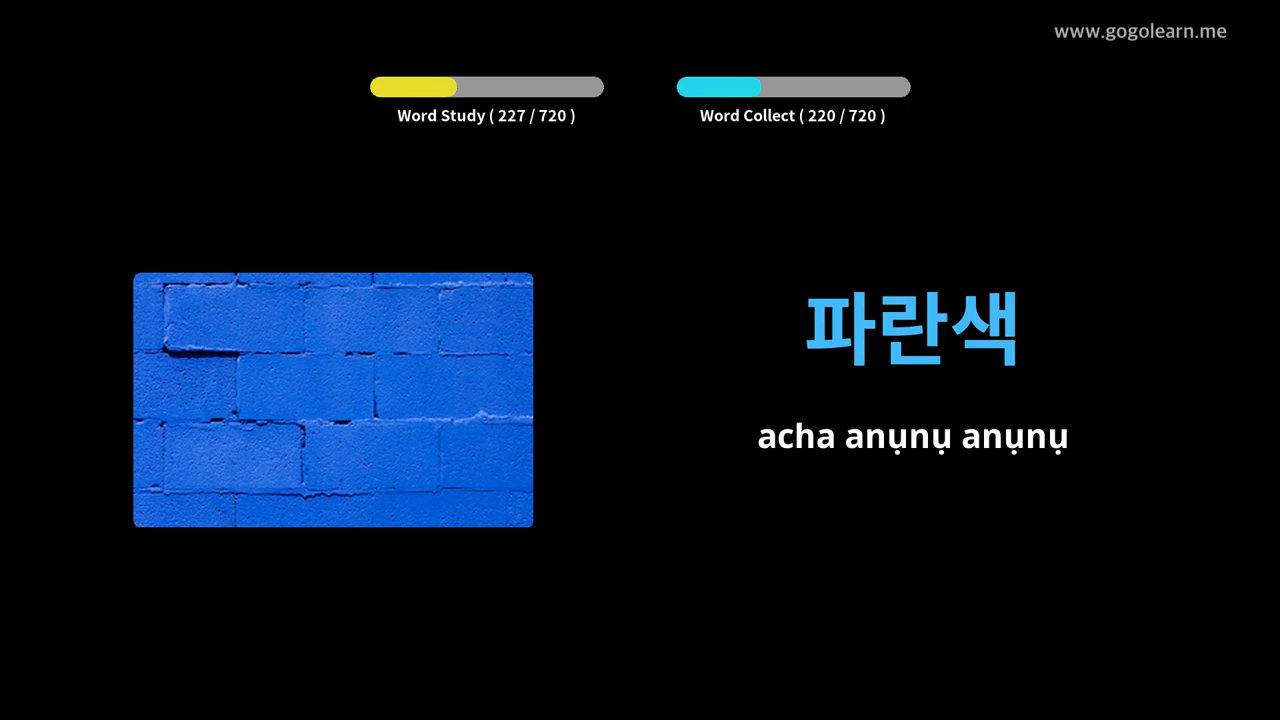 www.gogolearn.me
Word Study ( 227 / 720 )
Word Collect ( 220 / 720 )
파란색
acha anụnụ anụnụ